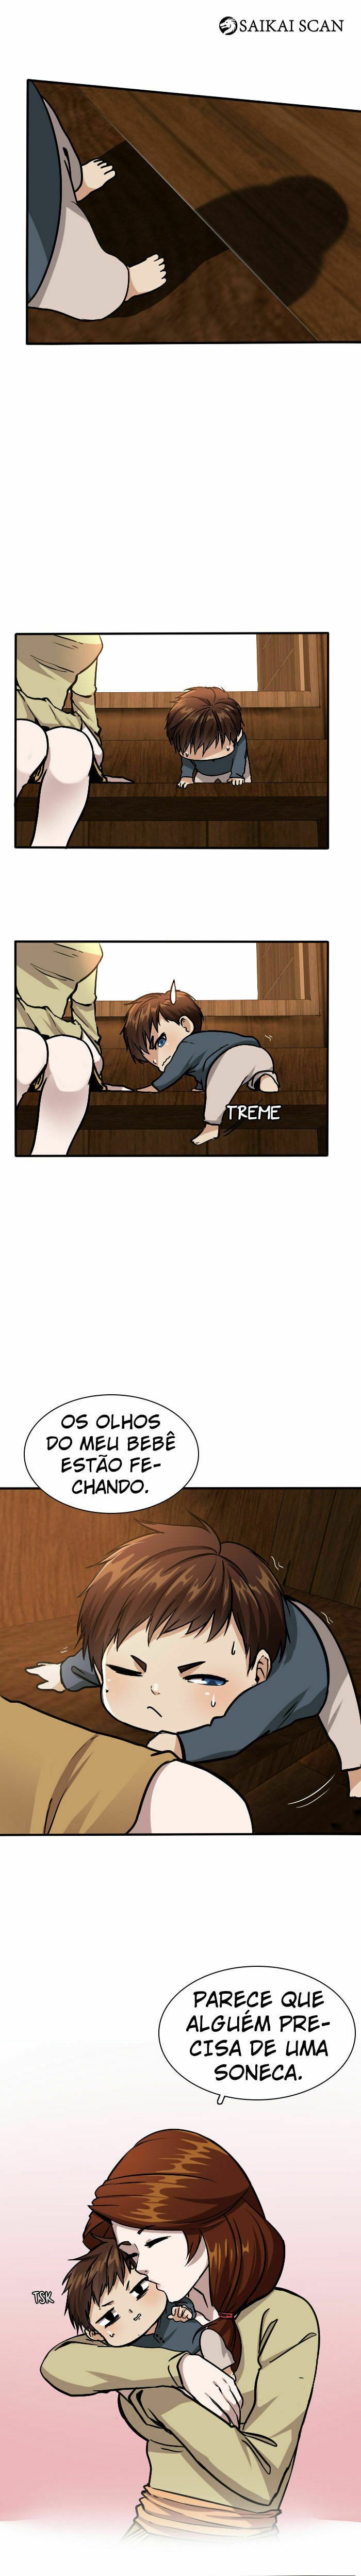 SAIKAI SCAN
TREME
OS OLHOS
DO MEU BEBÊ
ESTÃO FE-
CHANDO.
PARECE QUE
ALGUÉM PRE-
CISA DE UMA
SONECA.
TSK